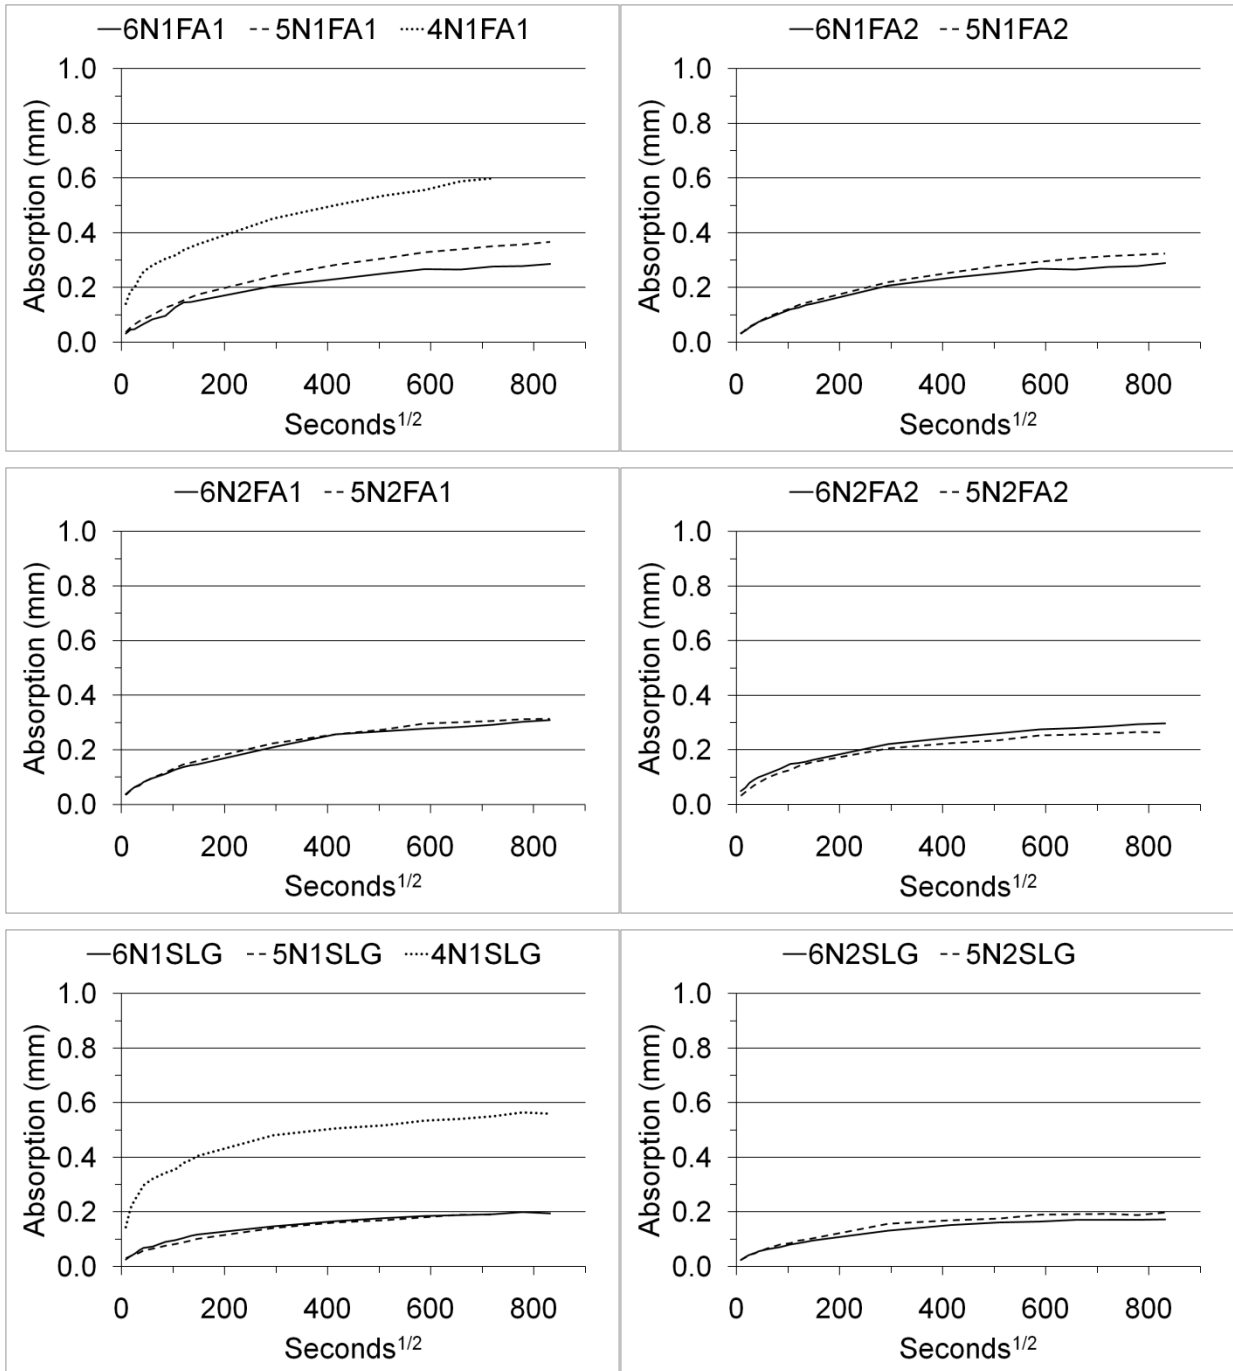 6N1FA1 5N1FA1 4N1FA1
1.0
0.8
0.6
0.4
0.2
0.0
Absorption (mm)
0 200 400 600 800
Seconds1/2
6N1FA2 5N1FA2
1.0
0.8
0.6
0.4
0.2
0.0
Absorption (mm)
0 200 400 600 800
Seconds1/2
6N2FA1 5N2FA1
1.0
0.8
0.6
0.4
0.2
0.0
Absorption (mm)
0 200 400 600 800
Seconds1/2
6N2FA2 5N2FA2
1.0
0.8
0.6
0.4
0.2
0.0
Absorption (mm)
0 200 400 600 800
Seconds1/2
6N1SLG 5N1SLG 4N1SLG
1.0
0.8
0.6
0.4
0.2
0.0
Absorption (mm)
0 200 400 600 800
Seconds1/2
6N2SLG 5N2SLG
1.0
0.8
0.6
0.4
0.2
0.0
Absorption (mm)
0 200 400 600 800
Seconds1/2